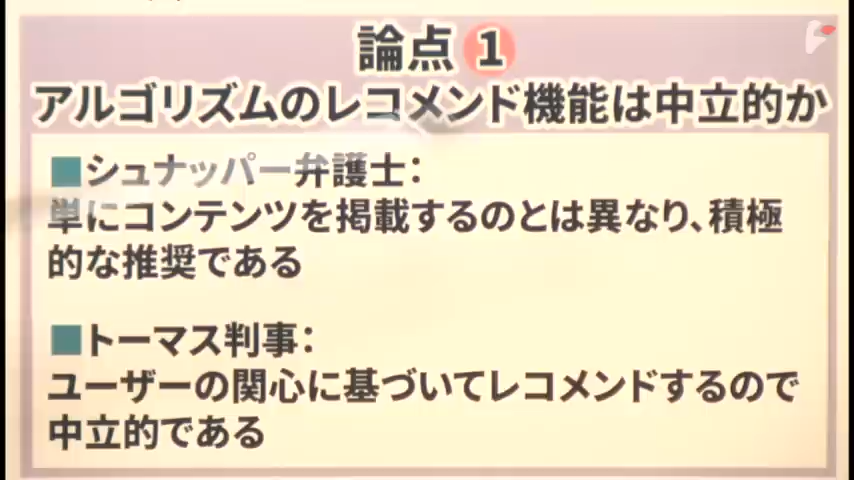 論点 1
アルゴリズムのレコメンド機能は中立的か
■シュナッパー弁護士：
単にコンテンツを掲載するのとは異なり、積極
的な推奨である
■トーマス判事：
ユーザーの関心に基づいてレコメンドするので
中立的である